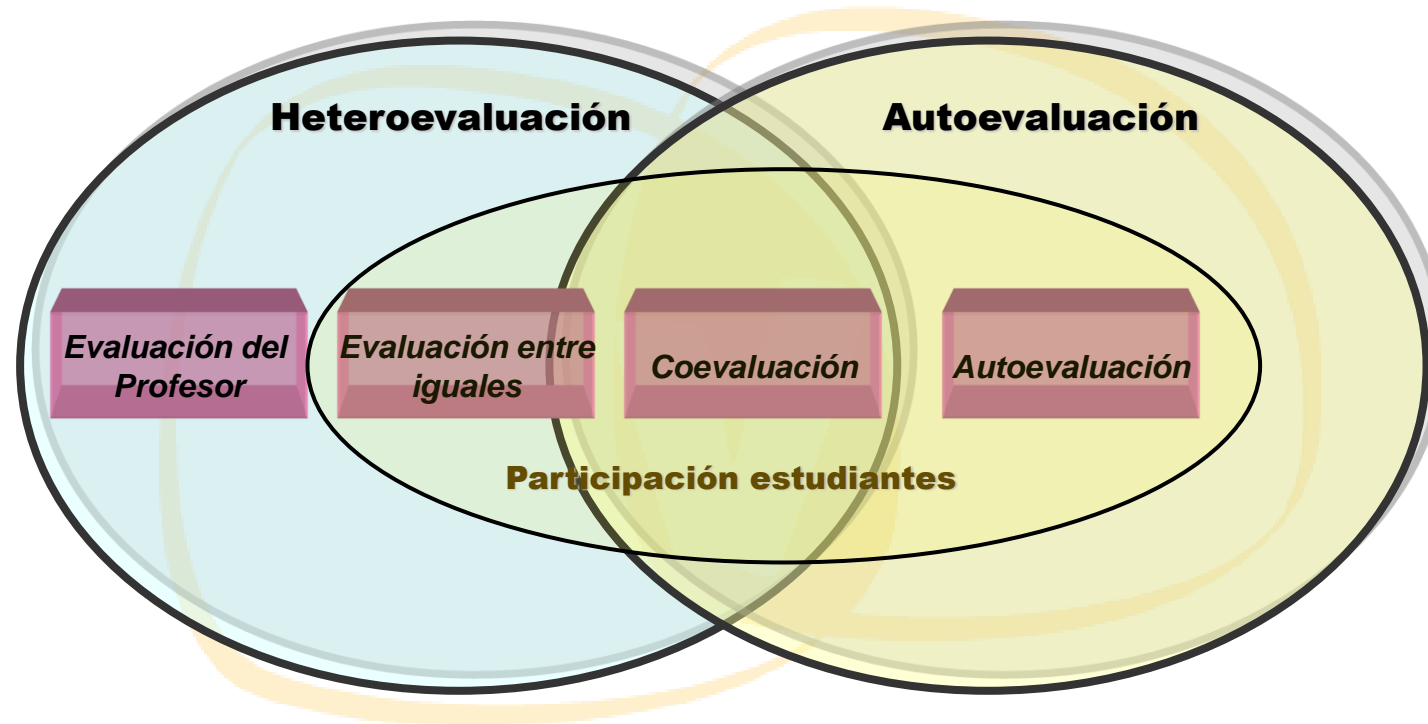 Heteroevaluación
Autoevaluación
Evaluación del
Profesor
Evaluación entre
iguales
Coevaluación
Autoevaluación
Participación estudiantes